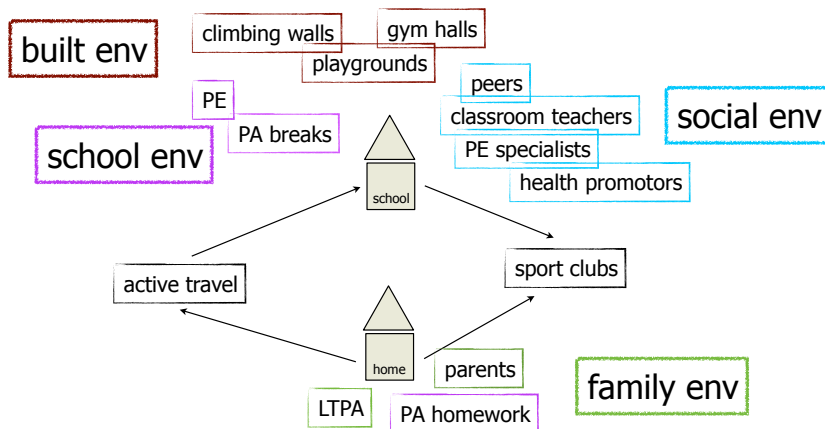 built env
climbing walls
gym halls
playgrounds
peers
PE
classroom teachers
social env
PA breaks
school env
PE specialists
health promotors
school
active travel
sport clubs
home
parents
family env
LTPA
PA homework